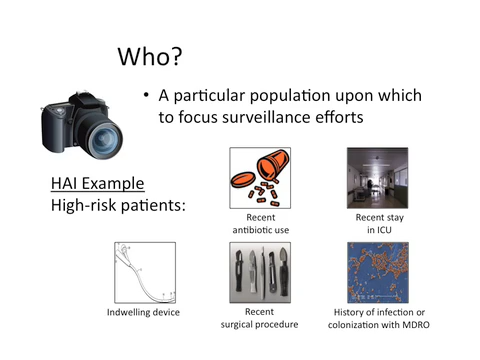 Who?
• A particular population upon which
to focus surveillance efforts
HAI Example
High-risk patients:
Recent
antibiotic use
Recent stay
in ICU
Indwelling device
Recent
surgical procedure
History of infection or
colonization with MDRO